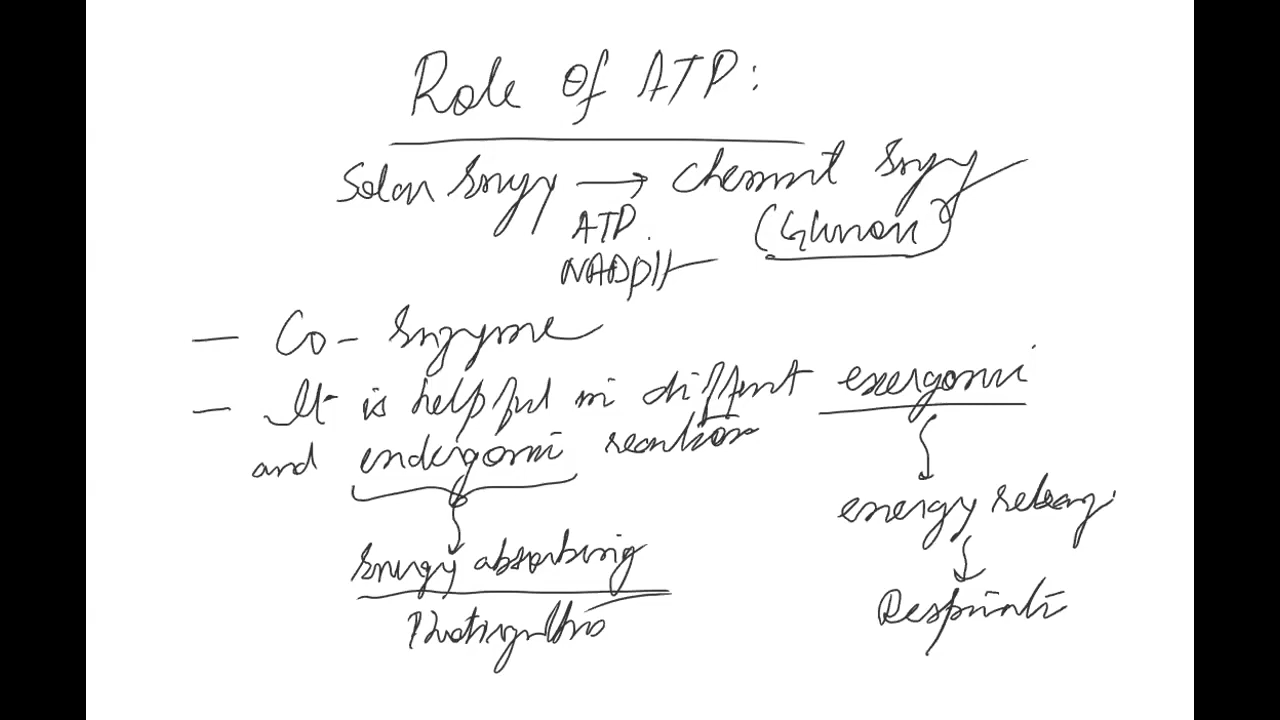 Role of ATP:
Solar Energy → Chemical Energy
ATP (Glucose)
NADPH
— Co-Enzyme
— It is helpful in different exergonic
and endergonic reaction
energy releasing
Energy absorbing
Respiration
Photosynthesis